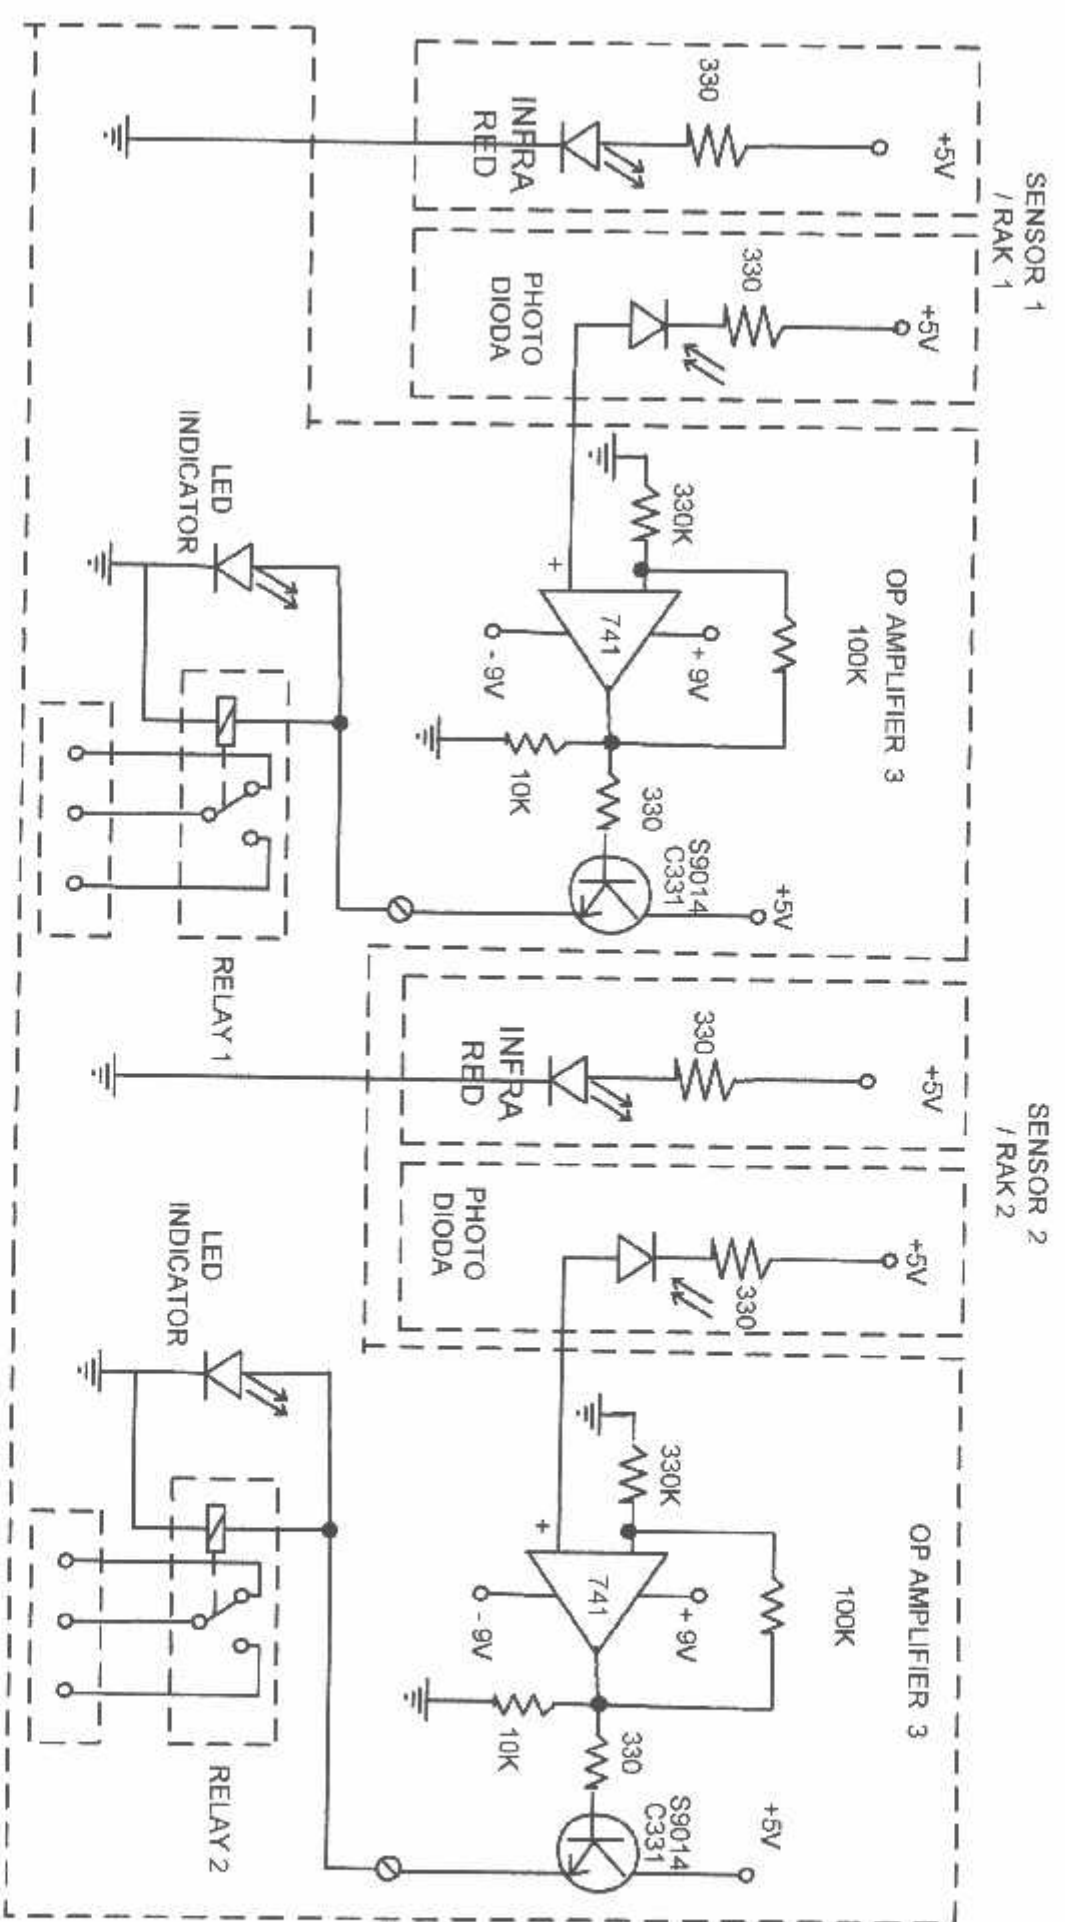 SENSOR 1
/ RAK 1
+5V
330
INFRA
RED
+5V
330
PHOTO
DIODA
OP AMPLIFIER 3
100K
330K
+
741
+ 9V
- 9V
10K
330
S9014
C331
+5V
LED
INDICATOR
RELAY 1
SENSOR 2
/ RAK 2
+5V
330
INFRA
RED
+5V
330
PHOTO
DIODA
OP AMPLIFIER 3
100K
330K
+
741
+ 9V
- 9V
10K
330
S9014
C331
+5V
LED
INDICATOR
RELAY 2